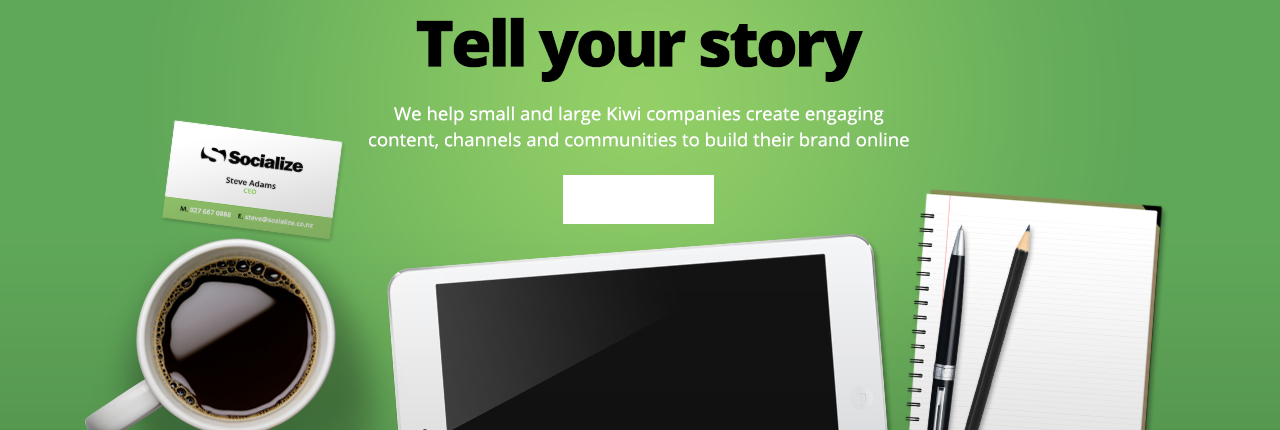 Tell your story
We help small and large Kiwi companies create engaging
content, channels and communities to build their brand online
Socialize
Steve Adams
CEO
M. 027 667 0888 E. steve@socialize.co.nz